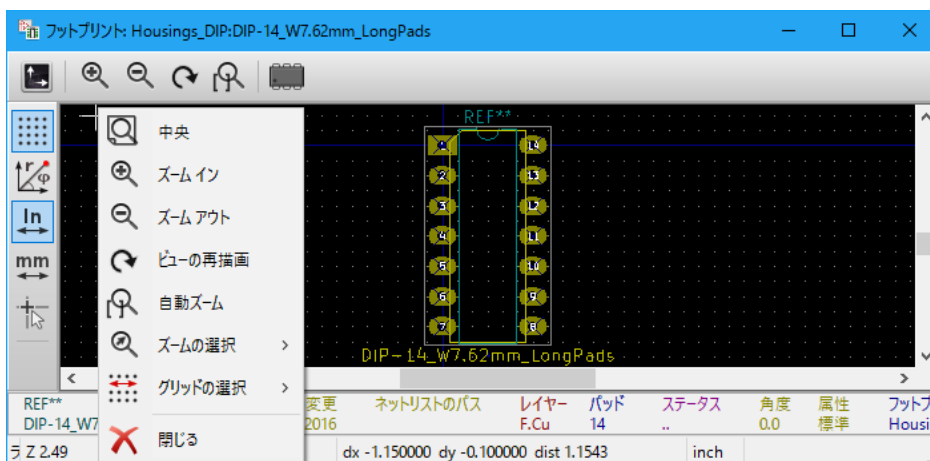 フットプリント: Housings_DIP:DIP-14_W7.62mm_LongPads
REF**
1 14
2 13
3 12
4 11
5 10
6 9
7 8
DIP-14_W7.62mm_LongPads
r φ
In
mm
中央
ズーム イン
ズーム アウト
ビューの再描画
自動ズーム
ズームの選択
グリッドの選択
閉じる
REF** 変更 ネットリストのパス レイヤー パッド ステータス 角度 属性 フット
DIP-14_W7 2016 F.Cu 14 .. 0.0 標準 Housi
Z 2.49 dx -1.150000 dy -0.100000 dist 1.1543 inch